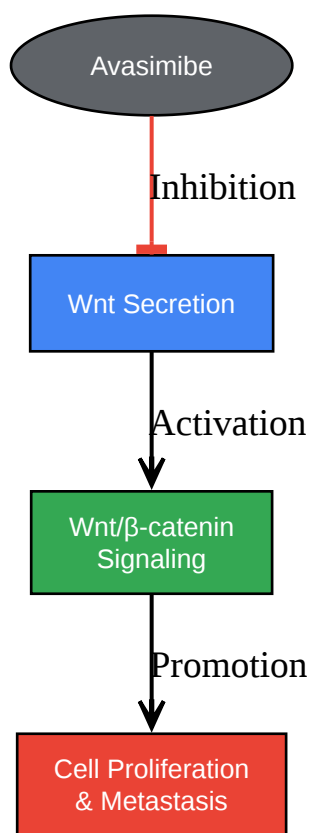 Avasimibe
Inhibition
Wnt Secretion
Activation
Wnt/β-catenin
Signaling
Promotion
Cell Proliferation
& Metastasis